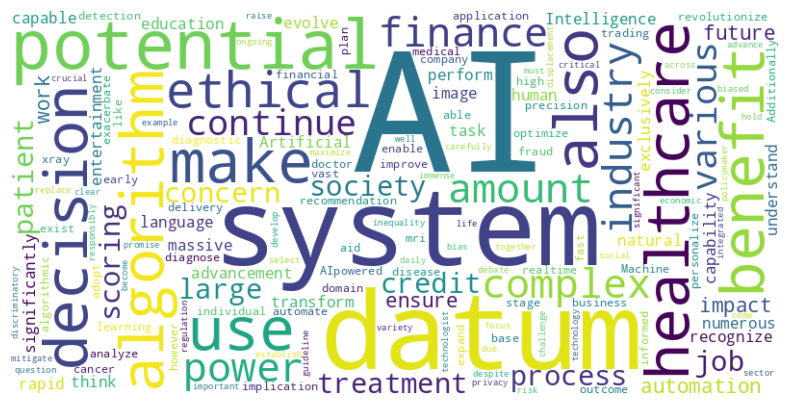 capable detection education evolve application Intelligence revolutionize
raise ongoing plan
potential finance also healthcare future
medical company trading crucial must critical across advance
decision work entertainment exacerbate like algorithm ethical financial perform high human displacement industry various consider biased Additionally
example image able precision hold
continue make AI task optimize exclusively benefit
patient xray early diagnostic Artificial doctor well enable fraud
maximize carefully improve policymaker understand
concern vast immense society amount significant
replace clear delivery recommendation economic
exist scoring language system inequality life natural capability personalize integrated
responsibly develop mri bias together social
promise massive aid
significantly adopt diagnose select daily debate fast realtime Machine
algorithmic become advancement AIpowered disease
discriminatory large credit complex impact
however learning transform domain ensure stage business numerous
individual automate variety focus expand challenge technology informed come
mitigate regulation use datum recognize
analyze establish technologist due base job
question rapid cancer power guideline despite process outcome sector
think important implication treatment privacy risk automation